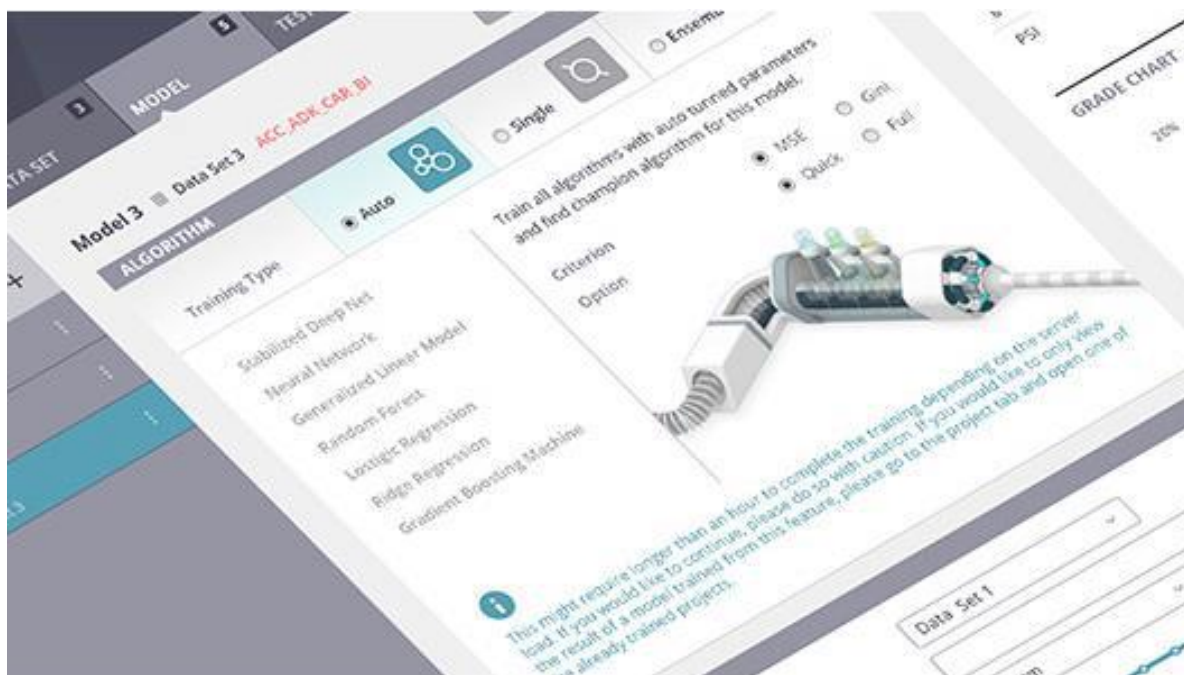 3
5
DATA SET
MODEL
TEST
Model 3
Data Set 3
ACC_ADK_CAR_BI
ALGORITHM
Training Type
Auto
Single
Stabilized Deep Net
Neural Network
Generalized Linear Model
Random Forest
Lostigic Regression
Ridge Regression
Gradient Boosting Machine
Train all algorithms with auto tunned parameters
and find champion algorithm for this model.
Criterion
MSE
Gini
Option
Quick
Full
This might require longer than an hour to complete the training depending on the server
load. If you would like to continue, please do so with caution. If you would like to only view
the result of a model trained from this feature, please go to the project tab and open one of
already trained projects.
PSI
GRADE CHART
20%
Data Set 1